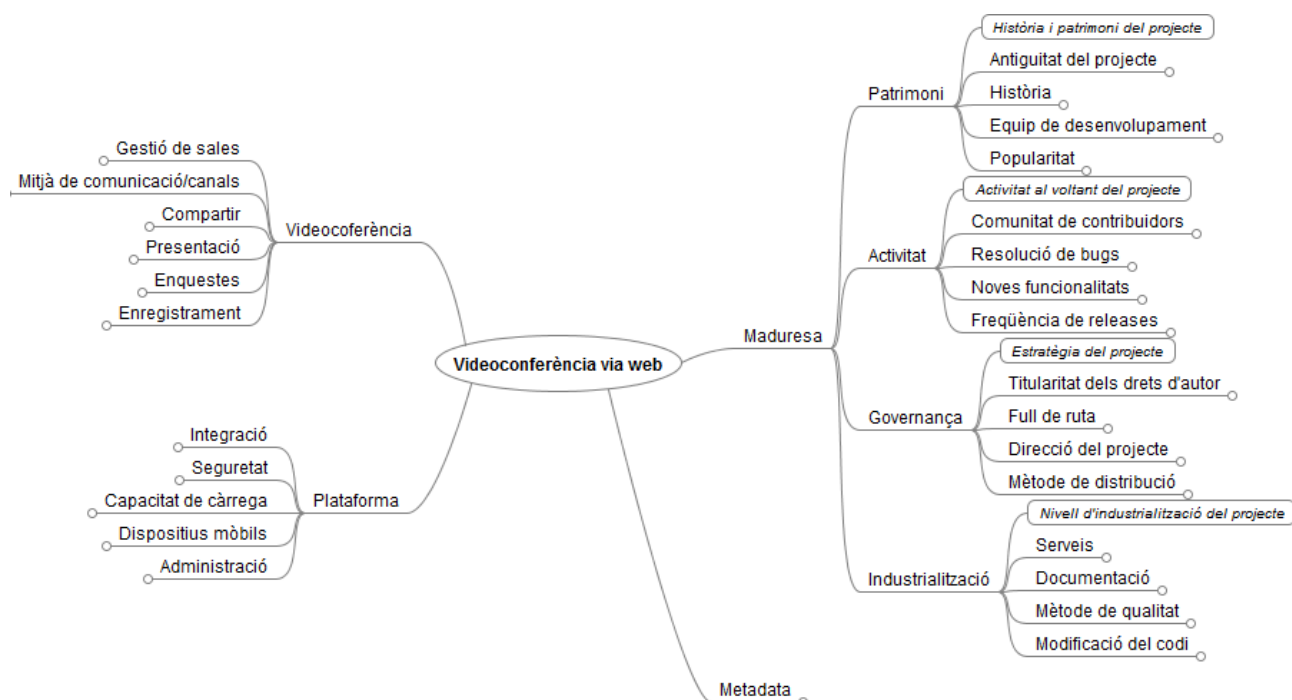 Videoconferència via web
Videocoferència
Gestió de sales
Mitjà de comunicació/canals
Compartir
Presentació
Enquestes
Enregistrament
Plataforma
Integració
Seguretat
Capacitat de càrrega
Dispositius mòbils
Administració
Maduresa
Patrimoni
Història i patrimoni del projecte
Antiguitat del projecte
Història
Equip de desenvolupament
Popularitat
Activitat
Activitat al voltant del projecte
Comunitat de contribuidors
Resolució de bugs
Noves funcionalitats
Freqüència de releases
Governança
Estratègia del projecte
Titularitat dels drets d'autor
Full de ruta
Direcció del projecte
Mètode de distribució
Industrialització
Nivell d'industrialització del projecte
Serveis
Documentació
Mètode de qualitat
Modificació del codi
Metadata